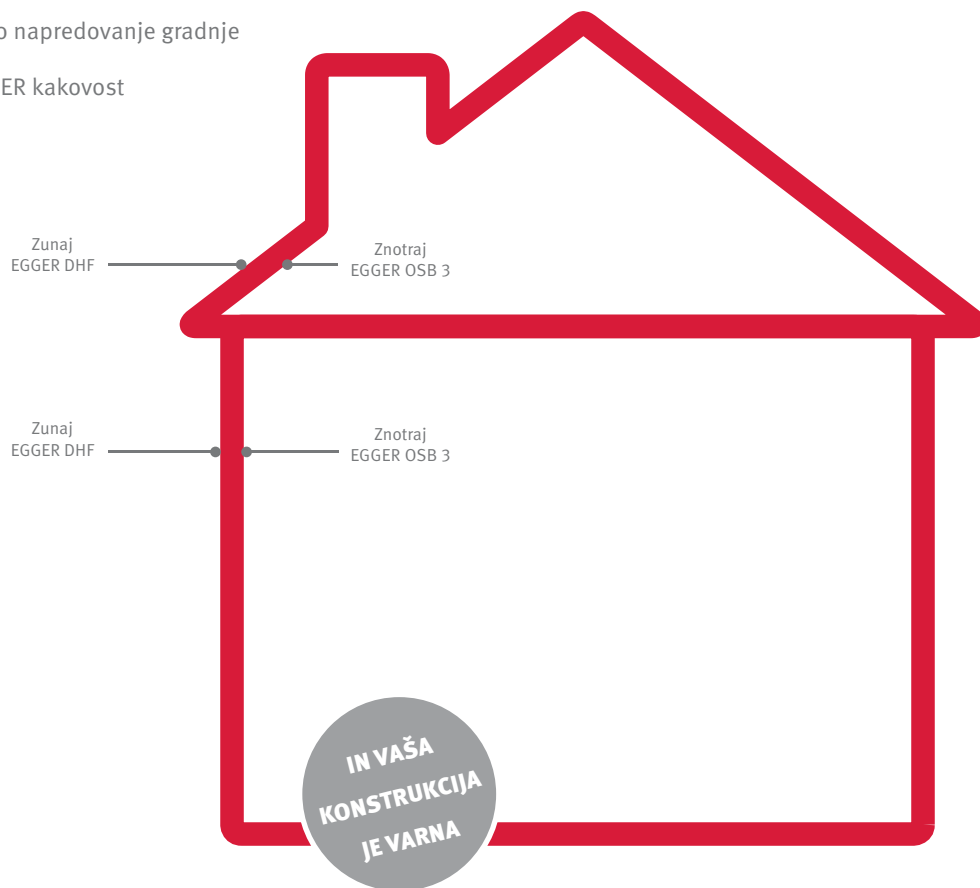 o napredovanje gradnje
ER kakovost
Zunaj
EGGER DHF
Znotraj
EGGER OSB 3
Zunaj
EGGER DHF
Znotraj
EGGER OSB 3
IN VAŠA
KONSTRUKCIJA
JE VARNA